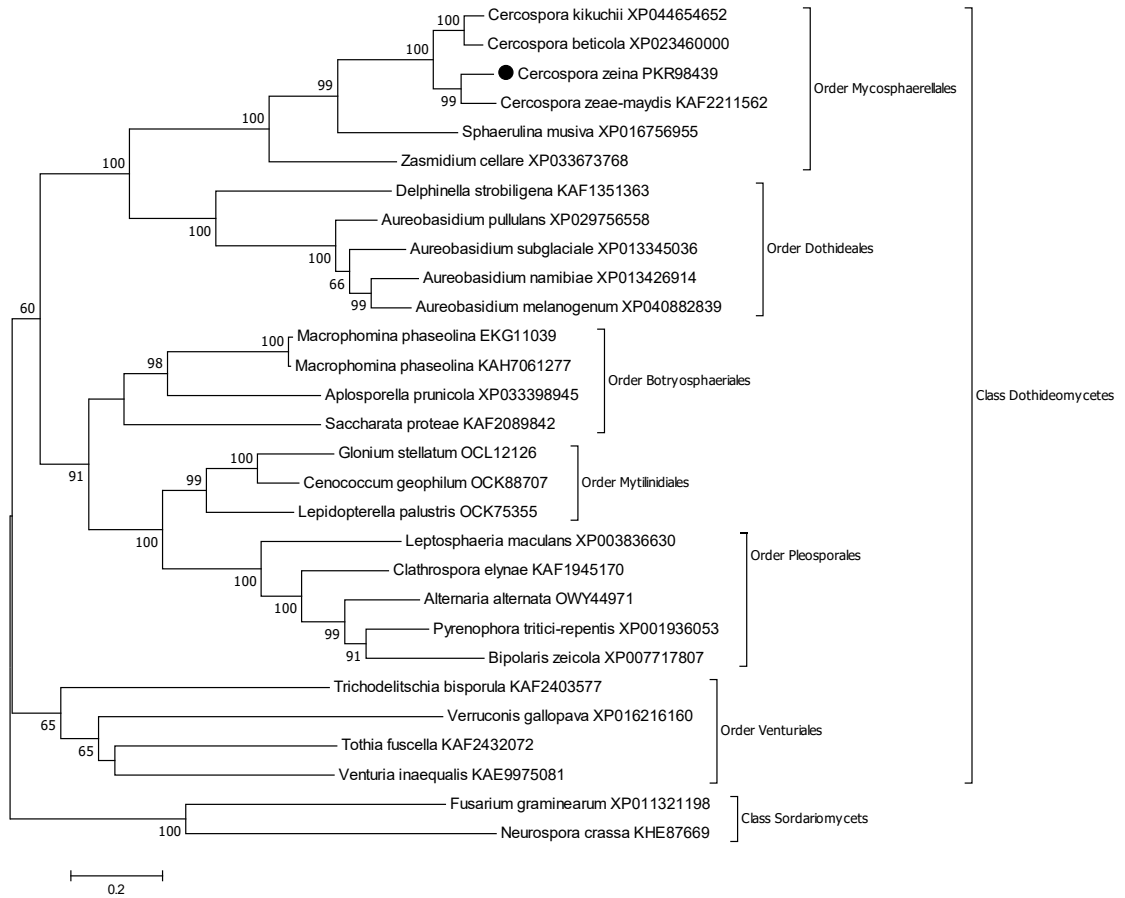 Cercospora kikuchii XP044654652
100
Cercospora beticola XP023460000
100
Cercospora zeina PKR98439
99
Order Mycosphaerellales
99
Cercospora zeae-maydis KAF2211562
100
Sphaerulina musiva XP016756955
100
Zasmidium cellare XP033673768
Delphinella strobiligena KAF1351363
100
Aureobasidium pullulans XP029756558
Aureobasidium subglaciale XP013345036
Order Dothideales
100
Aureobasidium namibiae XP013426914
66
99
Aureobasidium melanogenum XP040882839
60
Macrophomina phaseolina EKG11039
100
Macrophomina phaseolina KAH7061277
98
Order Botryosphaeriales
Aplosporella prunicola XP033398945
Class Dothideomycetes
Saccharata proteae KAF2089842
Glonium stellatum OCL12126
100
91
99
Cenococcum geophilum OCK88707
Order Mytilinidiales
Lepidopterella palustris OCK75355
100
Leptosphaeria maculans XP003836630
Order Pleosporales
100
Clathrospora elynae KAF1945170
100
Alternaria alternata OWY44971
99
Pyrenophora tritici-repentis XP001936053
91
Bipolaris zeicola XP007717807
Trichodelitschia bisporula KAF2403577
65
Verruconis gallopava XP016216160
Order Venturiales
65
Tothia fuscella KAF2432072
Venturia inaequalis KAE9975081
Fusarium graminearum XP011321198
Class Sordariomycets
100
Neurospora crassa KHE87669
0.2